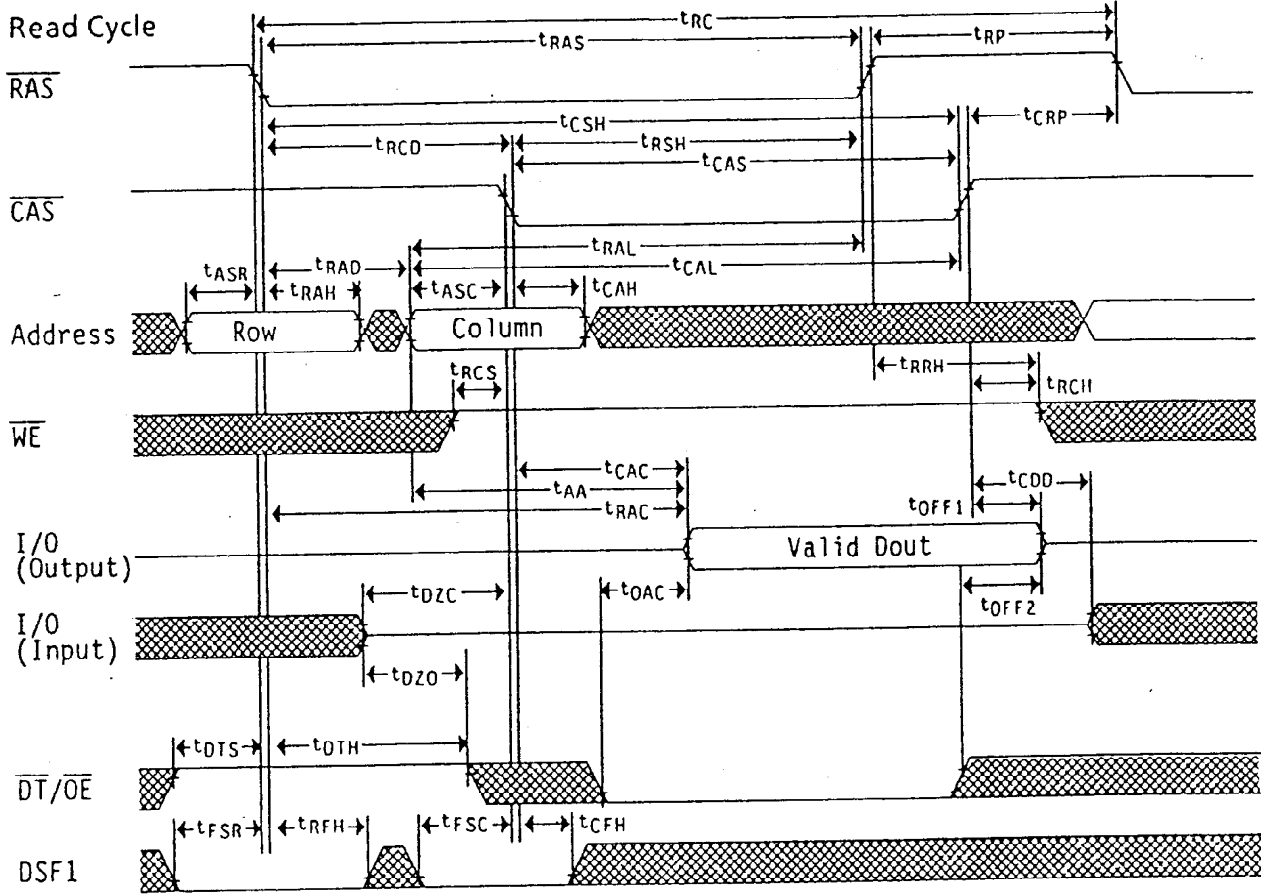 Read Cycle
tRC
tRAS
tRP
RAS
tCSH
tCRP
tRCD
tRSH
tCAS
CAS
tRAL
tASR
tRAD
tCAL
tRAH
tASC
tCAH
Address
Row
Column
tRRH
tRCS
tRCH
WE
tCAC
tCDD
tAA
tOFF1
tRAC
I/O
(Output)
Valid Dout
tDZC
tOAC
tOFF2
I/O
(Input)
tDZO
tDTS
tDTH
DT/OE
tFSR
tRFH
tFSC
tCFH
DSF1